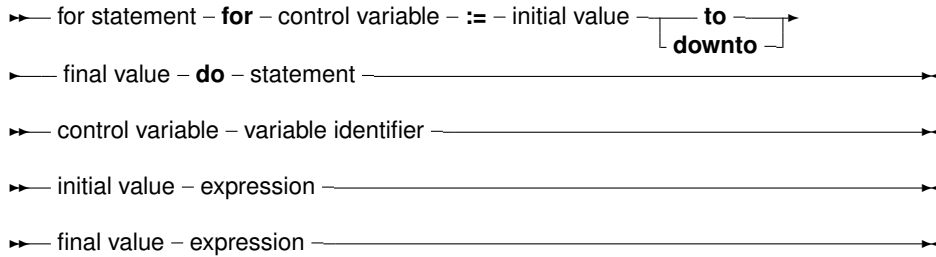 for statement – for – control variable – := – initial value – to
downto
final value – do – statement –
control variable – variable identifier –
initial value – expression –
final value – expression –